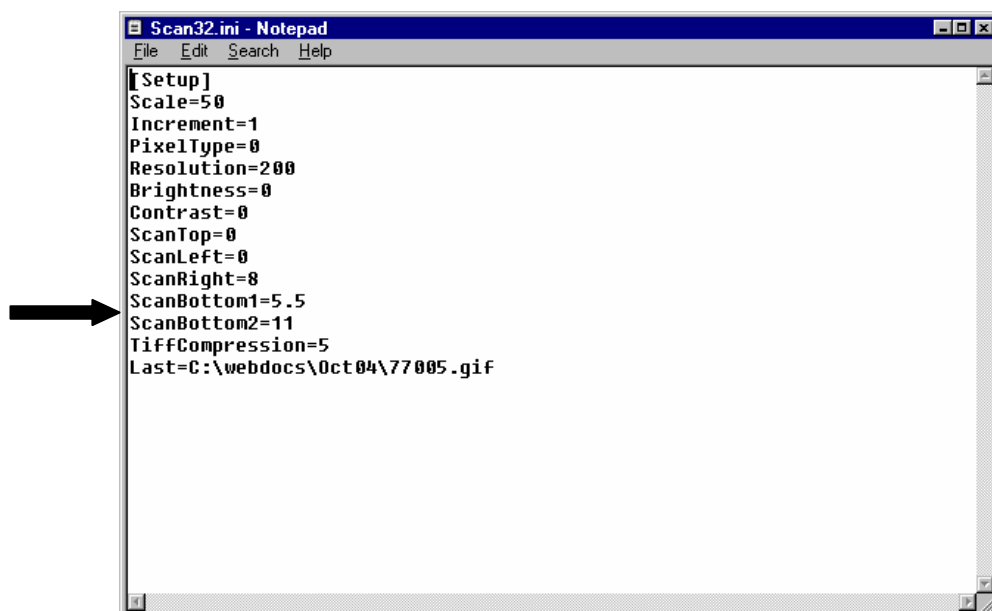 Scan32.ini - Notepad
File Edit Search Help
[Setup]
Scale=50
Increment=1
PixelType=0
Resolution=200
Brightness=0
Contrast=0
ScanTop=0
ScanLeft=0
ScanRight=8
ScanBottom1=5.5
ScanBottom2=11
TiffCompression=5
Last=C:\webdocs\Oct04\77005.gif